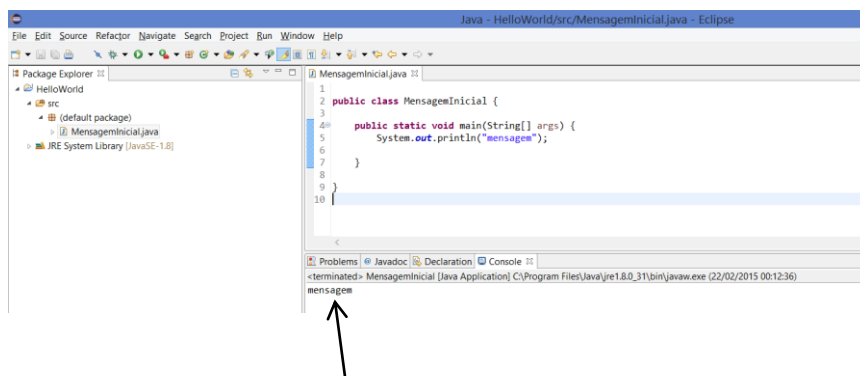 Java - HelloWorld/src/MensagemInicial.java - Eclipse
File Edit Source Refactor Navigate Search Project Run Window Help
Package Explorer
HelloWorld
src
(default package)
MensagemInicial.java
JRE System Library [JavaSE-1.8]
MensagemInicial.java
1
2 public class MensagemInicial {
3
4 public static void main(String[] args) {
5 System.out.println("mensagem");
6
7 }
8
9 }
10
Problems @ Javadoc Declaration Console
<terminated> MensagemInicial [Java Application] C:\Program Files\Java\jre1.8.0_31\bin\javaw.exe (22/02/2015 00:12:36)
mensagem